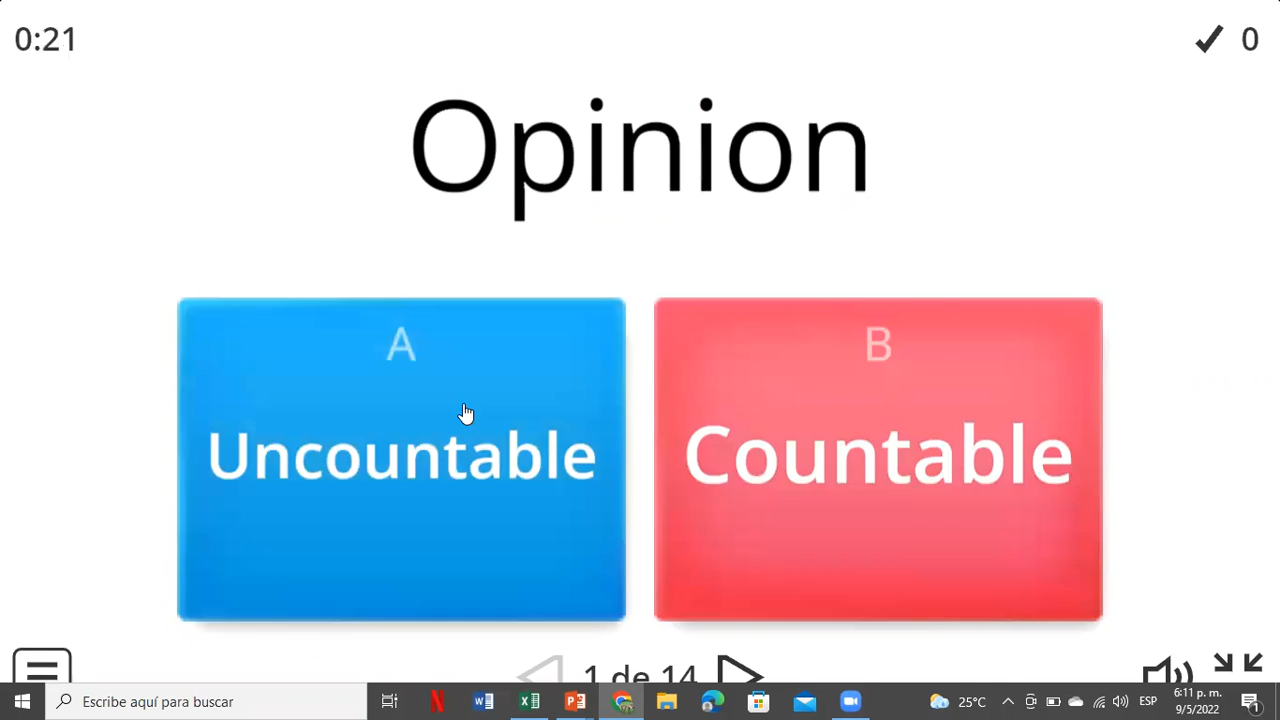 0:21
0
Opinion
A
Uncountable
B
Countable
1 de 14
Escribe aquí para buscar
25°C
ESP
6:11 p. m.
9/5/2022
1